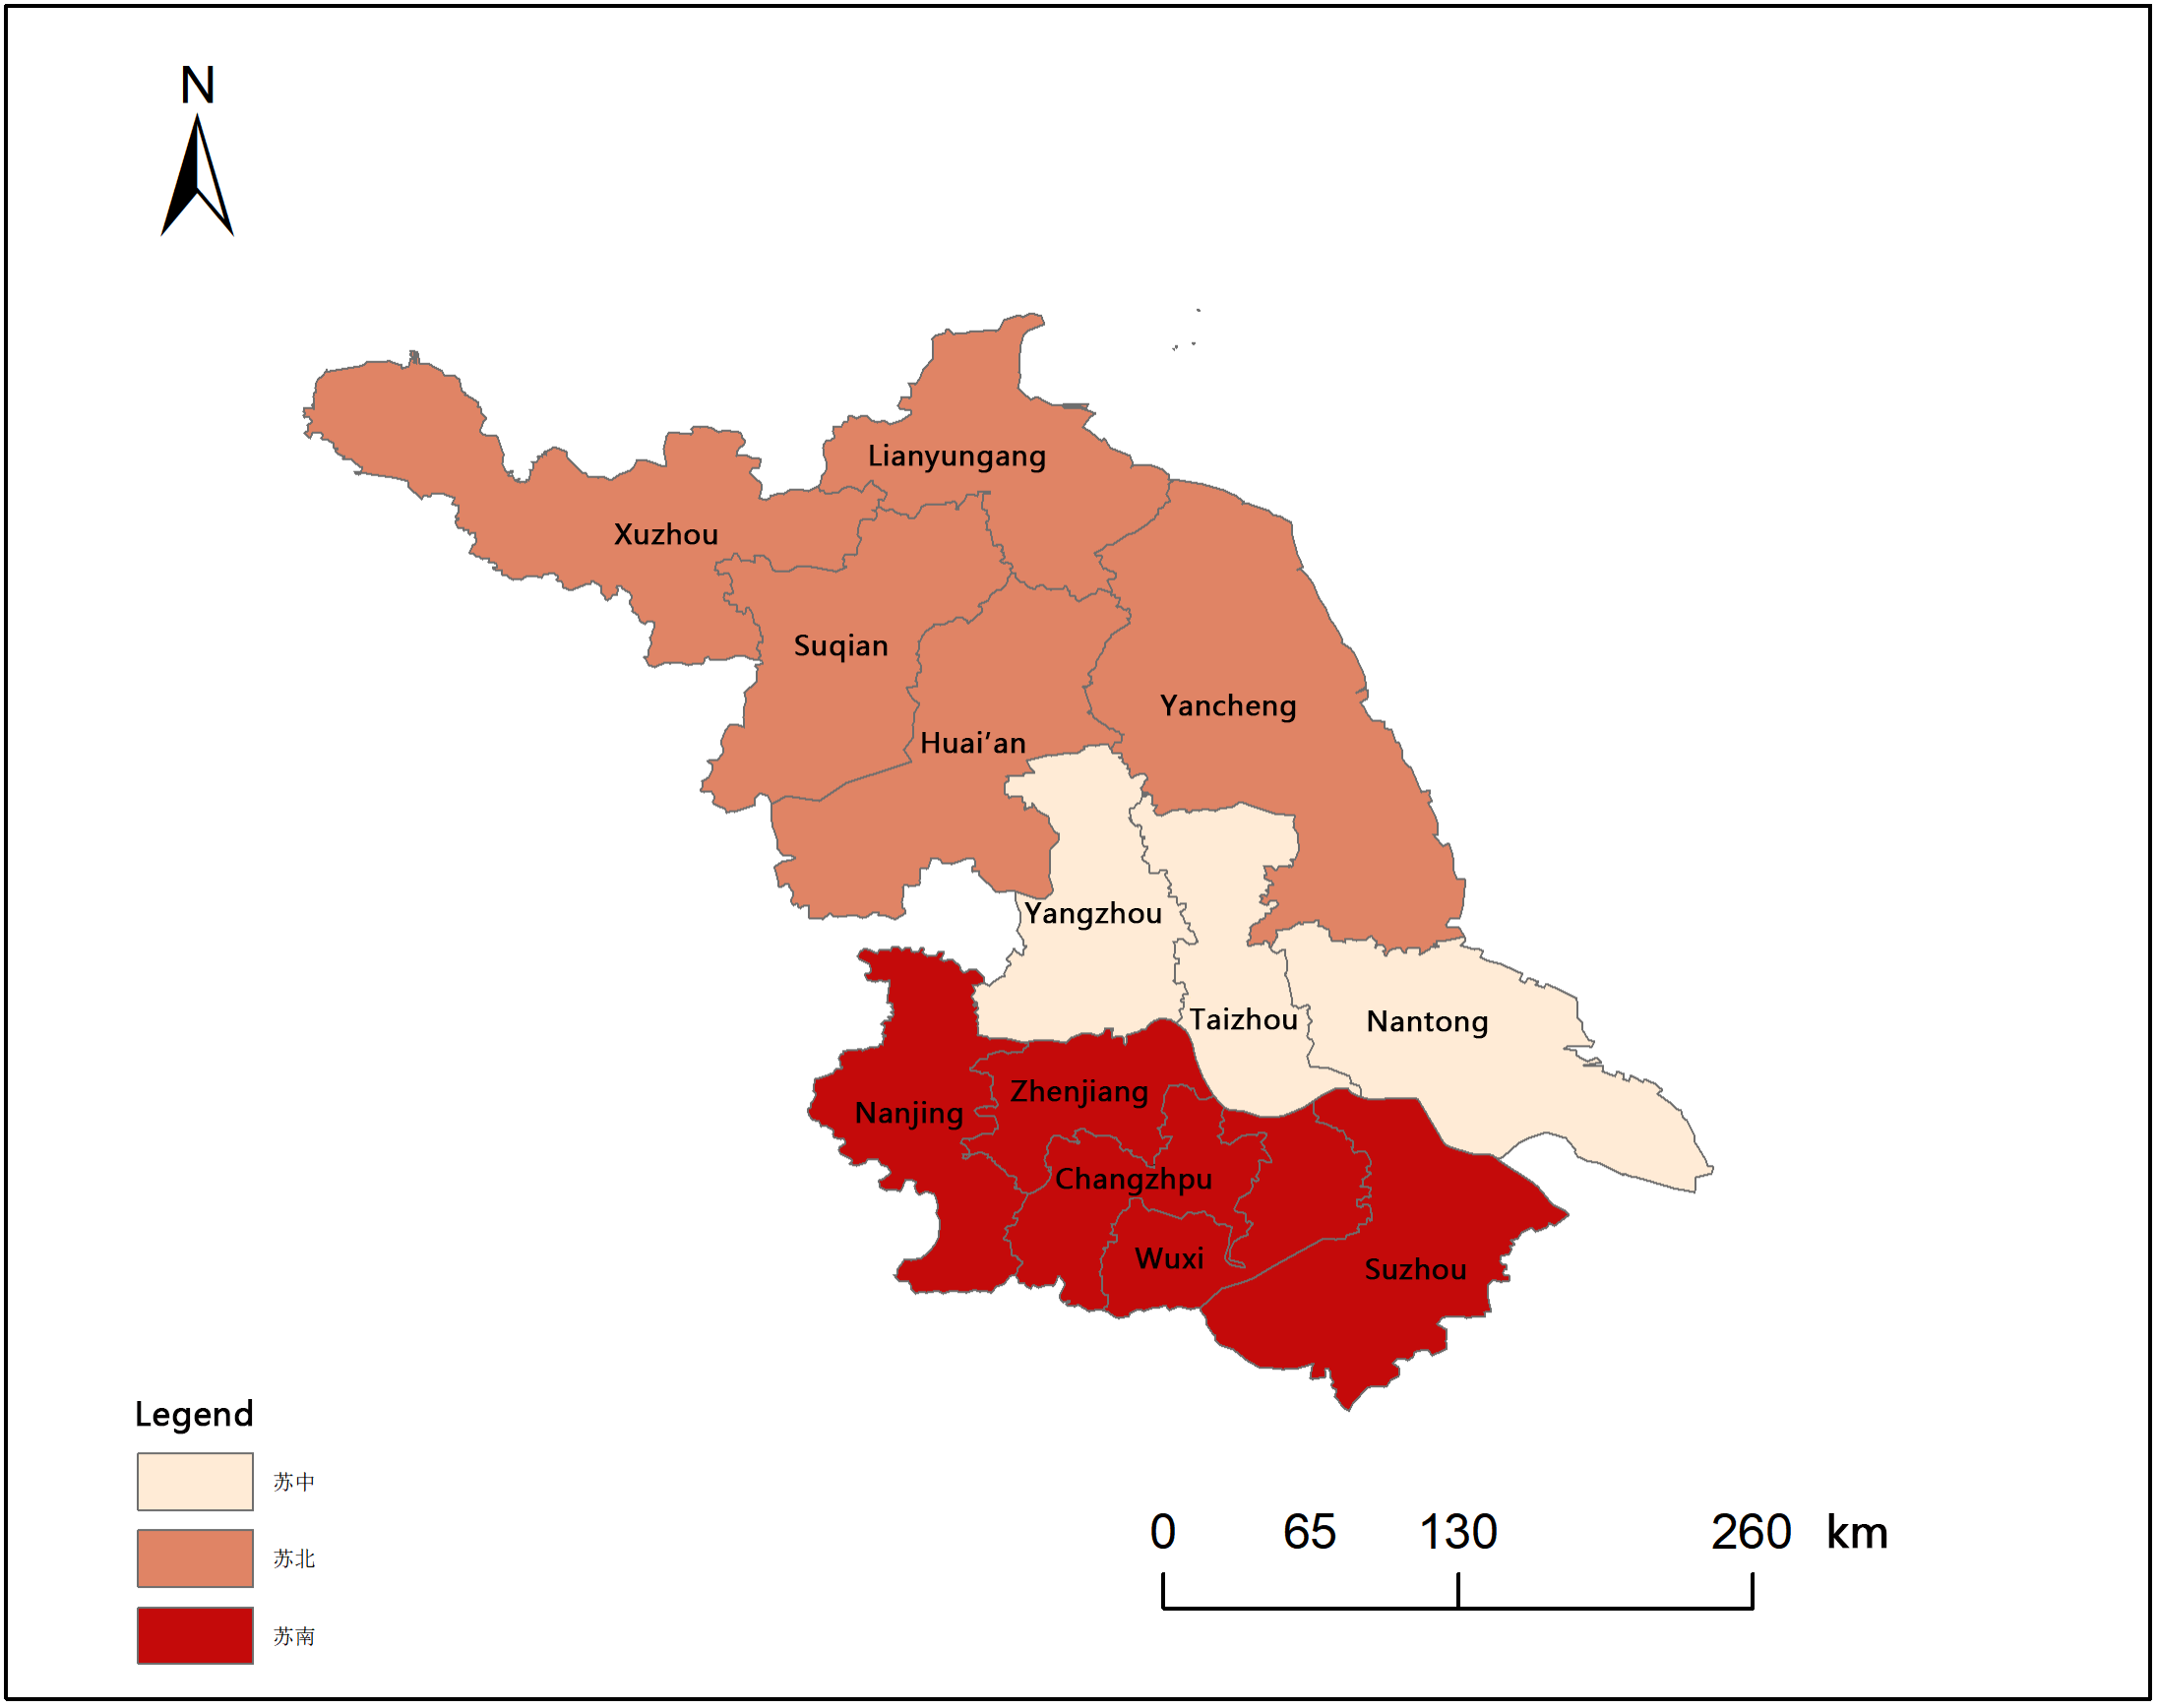 N
Lianyungang
Xuzhou
Suqian
Yancheng
Huai’an
Yangzhou
Taizhou
Nantong
Zhenjiang
Nanjing
Changzhpu
Wuxi
Suzhou
Legend
苏中
苏北
苏南
0 65 130 260 km